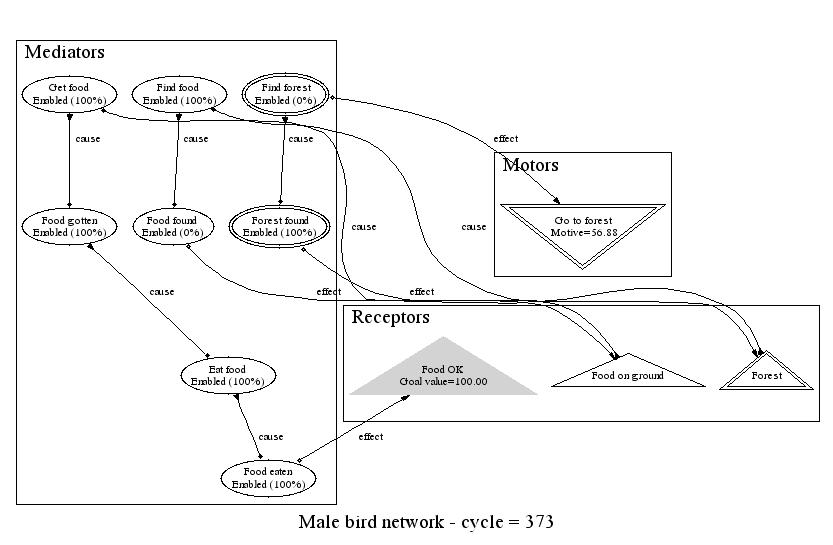 Mediators
Get food
Enabled (100%)
Find food
Enabled (100%)
Find forest
Enabled (0%)
cause
cause
cause
effect
Motors
Go to forest
Motive=56.88
Food gotten
Enabled (100%)
Food found
Enabled (0%)
Forest found
Enabled (100%)
cause
cause
cause
effect
effect
Receptors
Food OK
Goal value=100.00
Food on ground
Forest
Eat food
Enabled (100%)
cause
effect
Food eaten
Enabled (100%)
Male bird network - cycle = 373